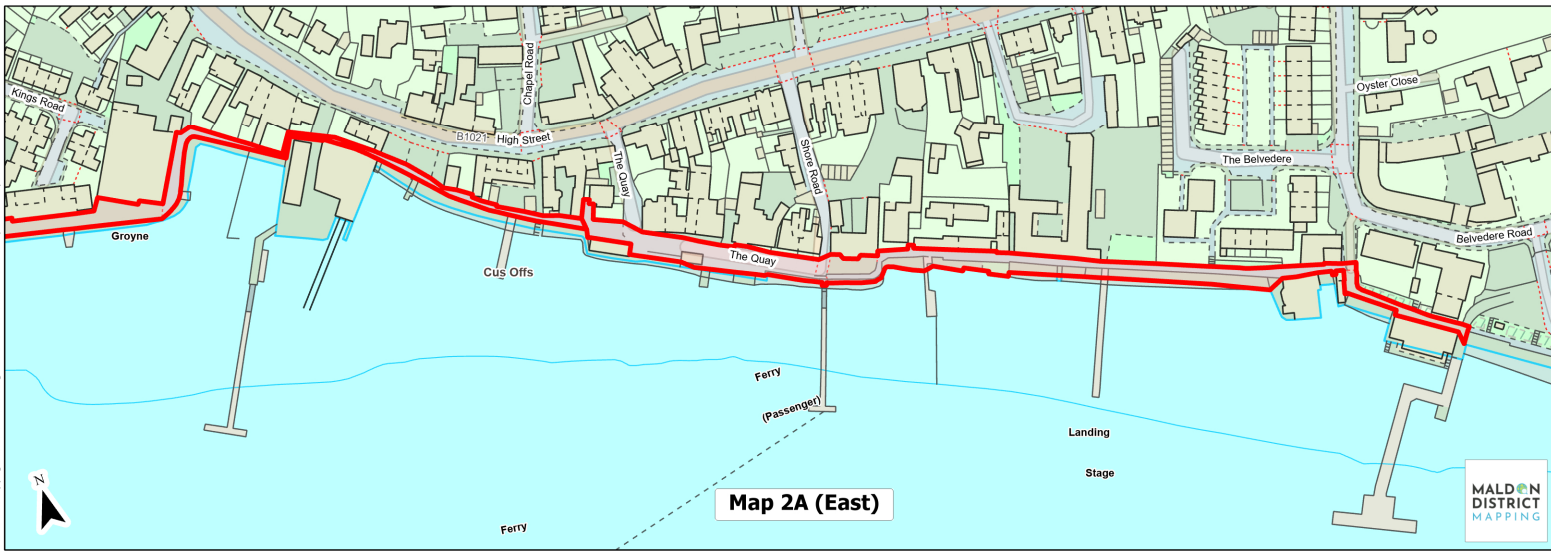 Kings Road
Chapel Road
B1021
High Street
The Quay
Shore Road
Oyster Close
The Belvedere
Belvedere Road
Groyne
Cus Offs
The Quay
Ferry
(Passenger)
Landing
Stage
Ferry
N
Map 2A (East)
MALDON
DISTRICT
MAPPING